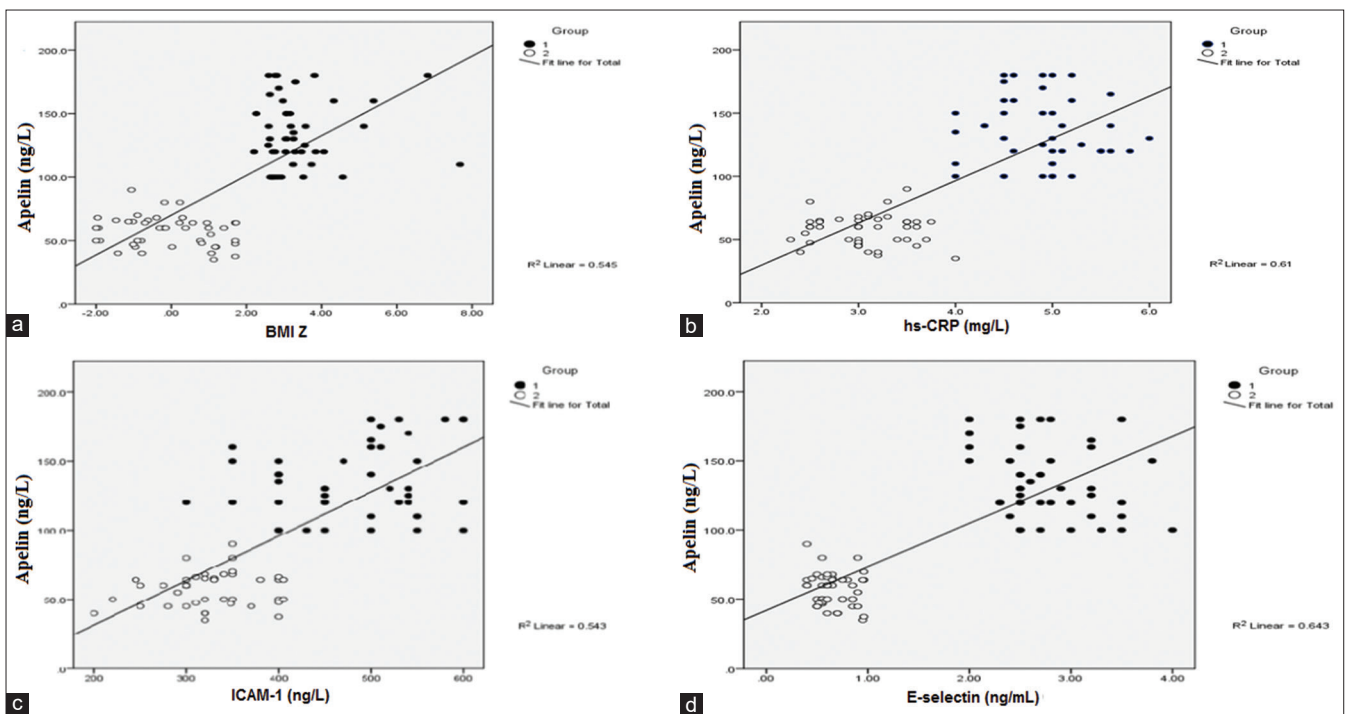 Group
1
2
Fit line for Total
200.0
150.0
100.0
50.0
.0
Apelin (ng/L)
R2 Linear = 0.545
-2.00 .00 2.00 4.00 6.00 8.00
BMI Z
a
Group
1
2
Fit line for Total
200.0
150.0
100.0
50.0
0
Apelin (ng/L)
R2 Linear = 0.61
2.0 3.0 4.0 5.0 6.0
hs-CRP (mg/L)
b
Group
1
2
Fit line for Total
200.0
150.0
100.0
50.0
.0
Apelin (ng/L)
R2 Linear = 0.543
200 300 400 500 600
ICAM-1 (ng/L)
c
Group
1
2
Fit line for Total
200.0
150.0
100.0
50.0
.0
Apelin (ng/L)
R2 Linear = 0.643
.00 1.00 2.00 3.00 4.00
E-selectin (ng/mL)
d